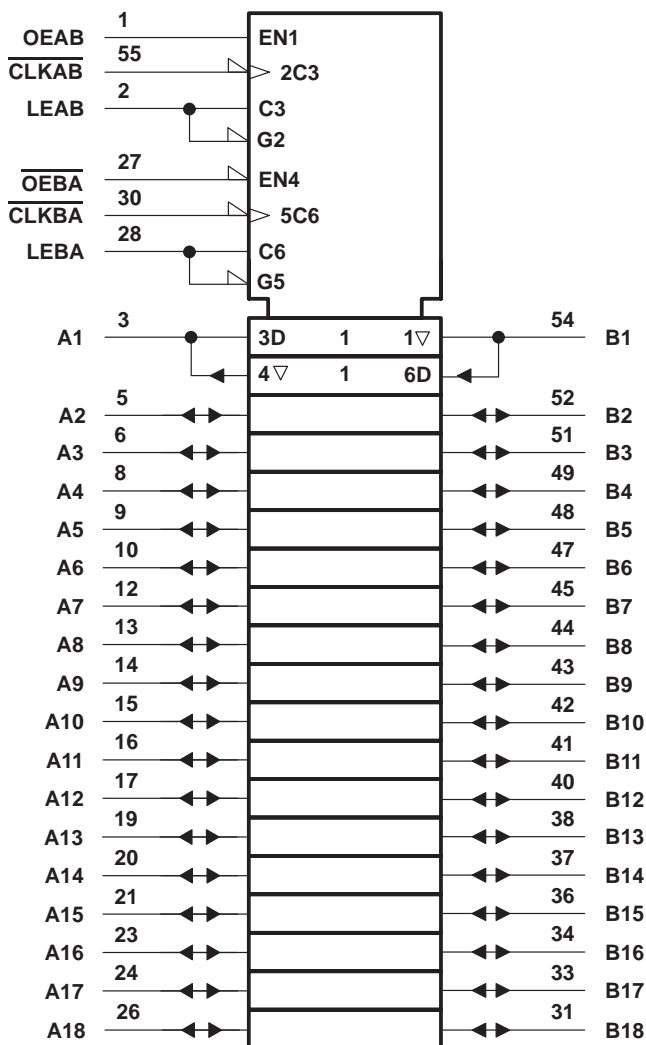 1
OEAB EN1
55
CLKAB 2C3
2
LEAB C3
G2
27
OEBA EN4
30
CLKBA 5C6
28
LEBA C6
G5
3 54
A1 3D 1 1▽ B1
4▽ 1 6D
5 52
A2 B2
6 51
A3 B3
8 49
A4 B4
9 48
A5 B5
10 47
A6 B6
12 45
A7 B7
13 44
A8 B8
14 43
A9 B9
15 42
A10 B10
16 41
A11 B11
17 40
A12 B12
19 38
A13 B13
20 37
A14 B14
21 36
A15 B15
23 34
A16 B16
24 33
A17 B17
26 31
A18 B18